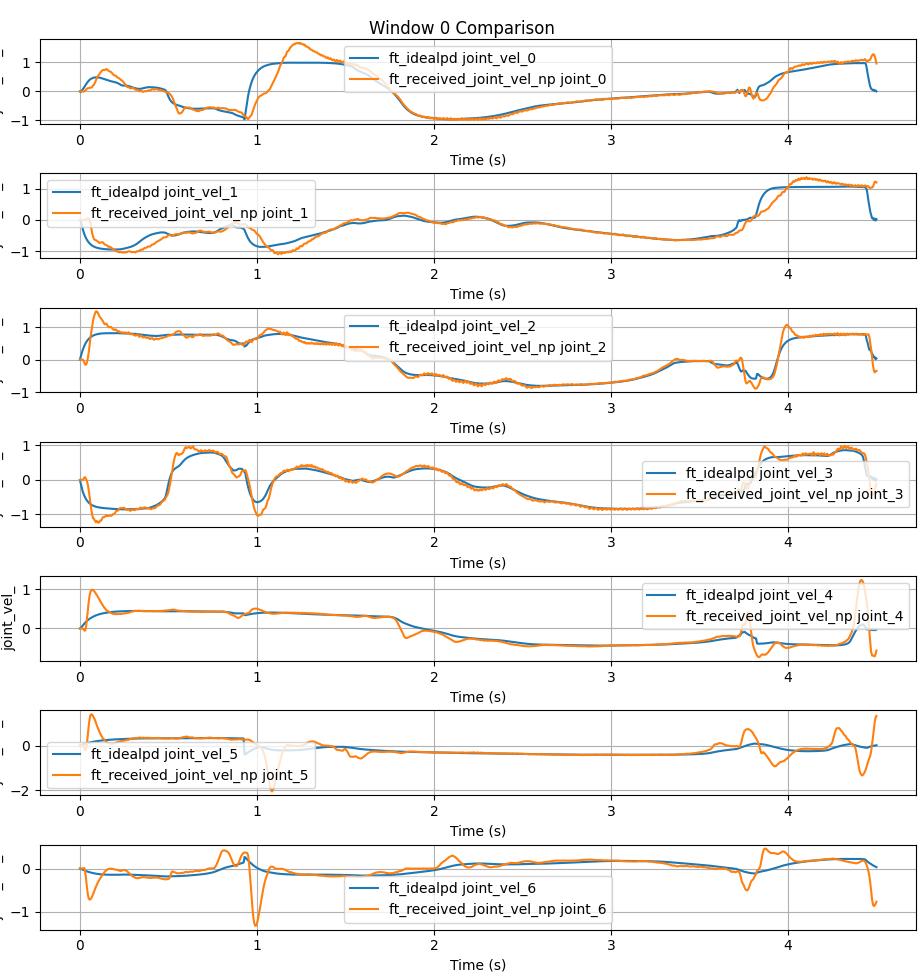 Window 0 Comparison
1
0
−1
ft_idealpd joint_vel_0
ft_received_joint_vel_np joint_0
0 1 2 3 4
Time (s)
1
0
−1
ft_idealpd joint_vel_1
ft_received_joint_vel_np joint_1
0 1 2 3 4
Time (s)
1
0
−1
ft_idealpd joint_vel_2
ft_received_joint_vel_np joint_2
0 1 2 3 4
Time (s)
1
0
−1
ft_idealpd joint_vel_3
ft_received_joint_vel_np joint_3
0 1 2 3 4
Time (s)
joint_vel_
1
0
ft_idealpd joint_vel_4
ft_received_joint_vel_np joint_4
0 1 2 3 4
Time (s)
0
−2
ft_idealpd joint_vel_5
ft_received_joint_vel_np joint_5
0 1 2 3 4
Time (s)
0
−1
ft_idealpd joint_vel_6
ft_received_joint_vel_np joint_6
0 1 2 3 4
Time (s)